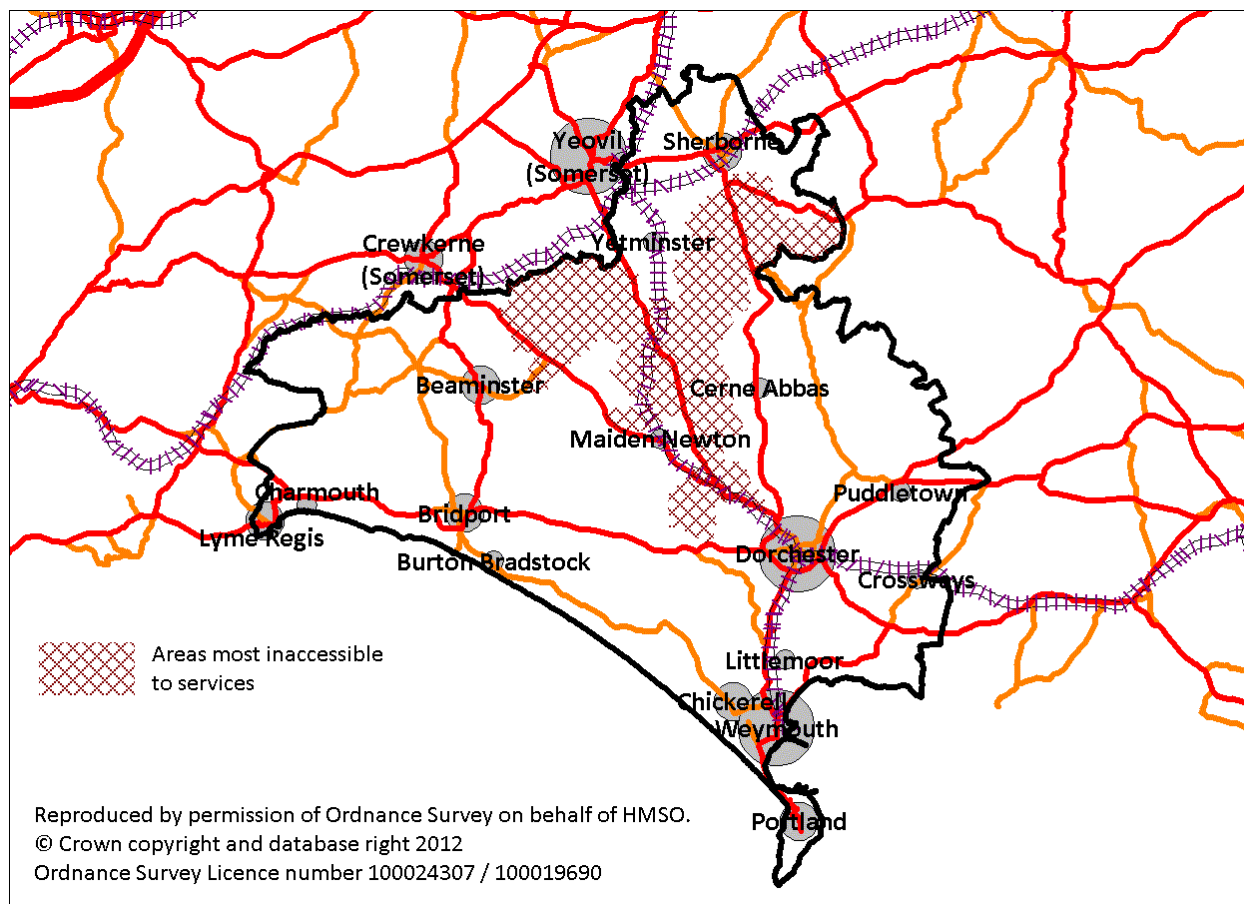 Yeovil
(Somerset)
Sherborne
Crewkerne
(Somerset)
Yetminster
Beaminster
Cerne Abbas
Maiden Newton
Charmouth
Bridport
Puddletown
Lyme Regis
Burton Bradstock
Dorchester
Crossways
Littlemoor
Chickerell
Weymouth
Portland
Areas most inaccessible
to services
Reproduced by permission of Ordnance Survey on behalf of HMSO.
© Crown copyright and database right 2012
Ordnance Survey Licence number 100024307 / 100019690